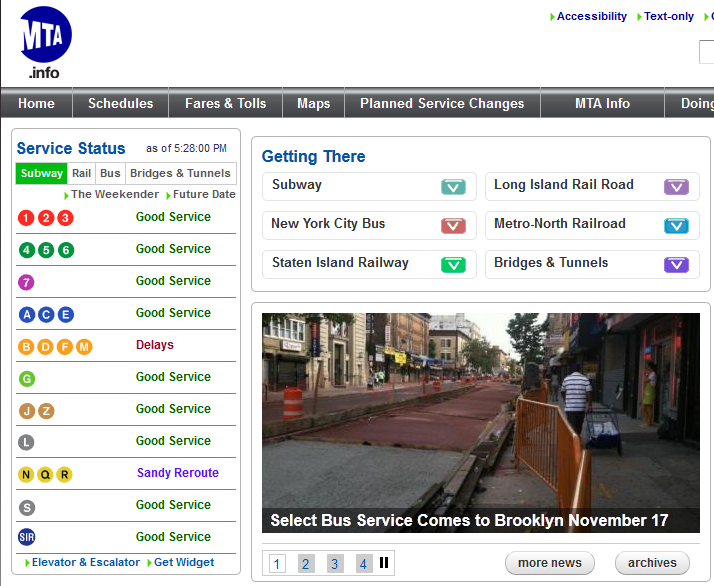 MTA
.info
Accessibility
Text-only
Home
Schedules
Fares & Tolls
Maps
Planned Service Changes
MTA Info
Doing
Service Status as of 5:28:00 PM
Subway Rail Bus Bridges & Tunnels
The Weekender Future Date
1 2 3 Good Service
4 5 6 Good Service
7 Good Service
A C E Good Service
B D F M Delays
G Good Service
J Z Good Service
L Good Service
N Q R Sandy Reroute
S Good Service
SIR Good Service
Elevator & Escalator Get Widget
Getting There
Subway
Long Island Rail Road
New York City Bus
Metro-North Railroad
Staten Island Railway
Bridges & Tunnels
Select Bus Service Comes to Brooklyn November 17
1 2 3 4
more news
archives